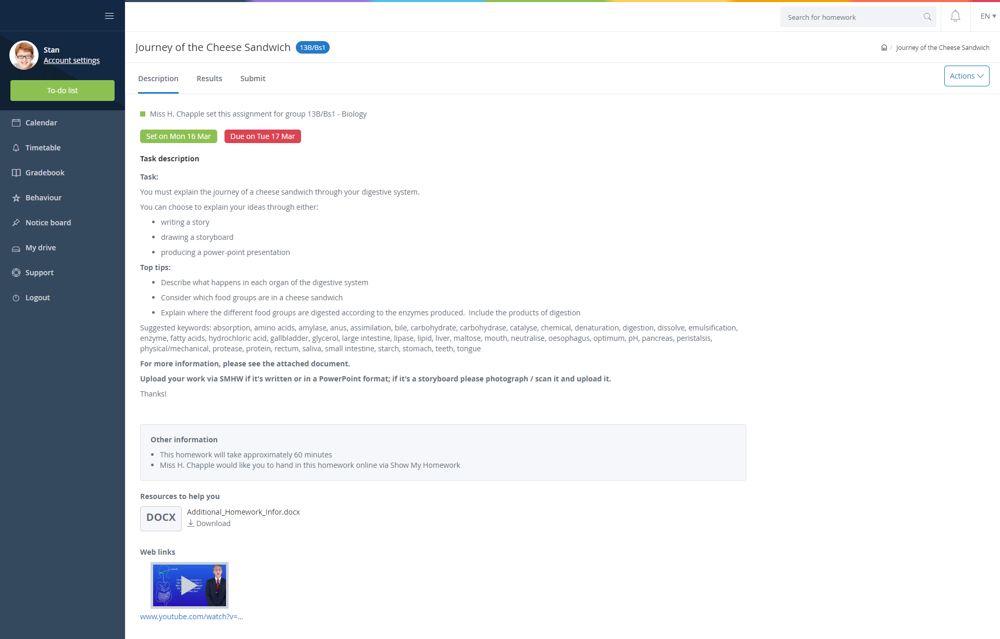 Search for homework
EN
Stan
Account settings
To-do list
Calendar
Timetable
Gradebook
Behaviour
Notice board
My drive
Support
Logout
Journey of the Cheese Sandwich 13B/Bs1
/ Journey of the Cheese Sandwich
Description Results Submit
Actions
Miss H. Chapple set this assignment for group 13B/Bs1 - Biology
Set on Mon 16 Mar Due on Tue 17 Mar
Task description
Task:
You must explain the journey of a cheese sandwich through your digestive system.
You can choose to explain your ideas through either:
• writing a story
• drawing a storyboard
• producing a power-point presentation
Top tips:
• Describe what happens in each organ of the digestive system
• Consider which food groups are in a cheese sandwich
• Explain where the different food groups are digested according to the enzymes produced.  Include the products of digestion
Suggested keywords: absorption, amino acids, amylase, anus, assimilation, bile, carbohydrate, carbohydrase, catalyse, chemical, denaturation, digestion, dissolve, emulsification,
enzyme, fatty acids, hydrochloric acid, gallbladder, glycerol, large intestine, lipase, lipid, liver, maltose, mouth, neutralise, oesophagus, optimum, pH, pancreas, peristalsis,
physical/mechanical, protease, protein, rectum, saliva, small intestine, starch, stomach, teeth, tongue
For more information, please see the attached document.
Upload your work via SMHW if it's written or in a PowerPoint format; if it's a storyboard please photograph / scan it and upload it.
Thanks!
Other information
• This homework will take approximately 60 minutes
• Miss H. Chapple would like you to hand in this homework online via Show My Homework
Resources to help you
DOCX
Additional_Homework_Infor.docx
Download
Web links
www.youtube.com/watch?v=...